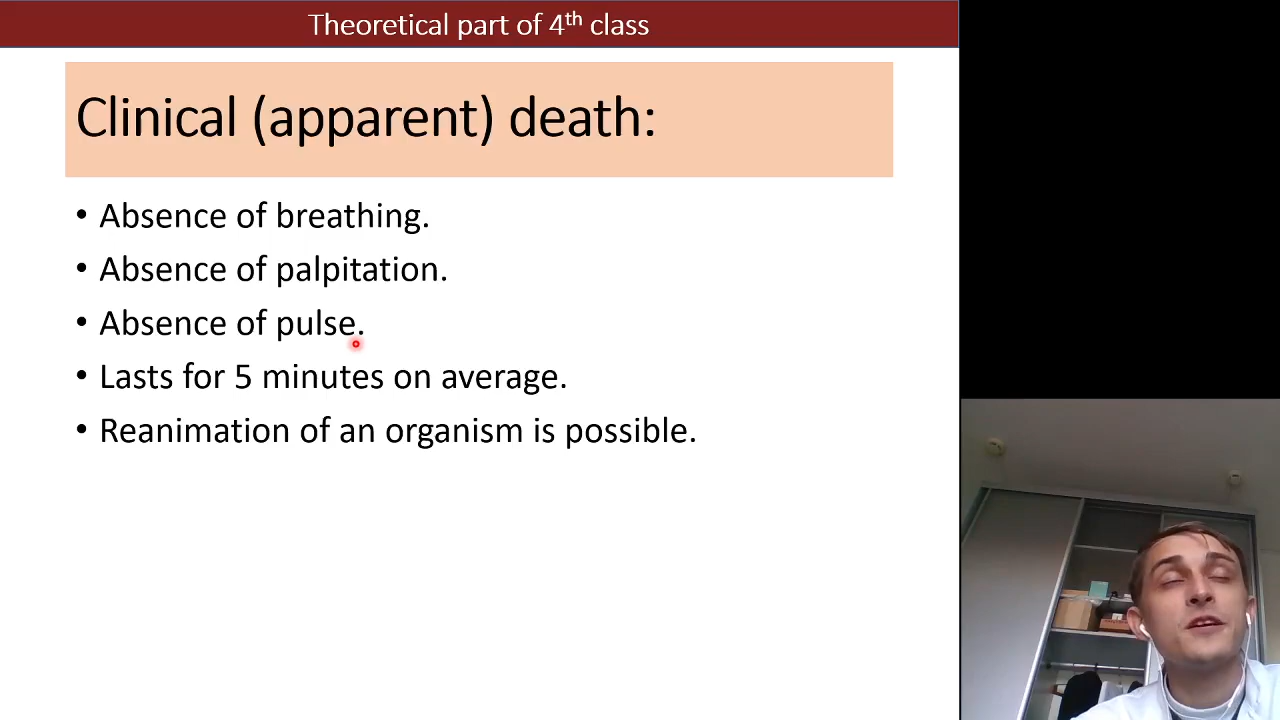 Theoretical part of 4th class
Clinical (apparent) death:
• Absence of breathing.
• Absence of palpitation.
• Absence of pulse.
• Lasts for 5 minutes on average.
• Reanimation of an organism is possible.